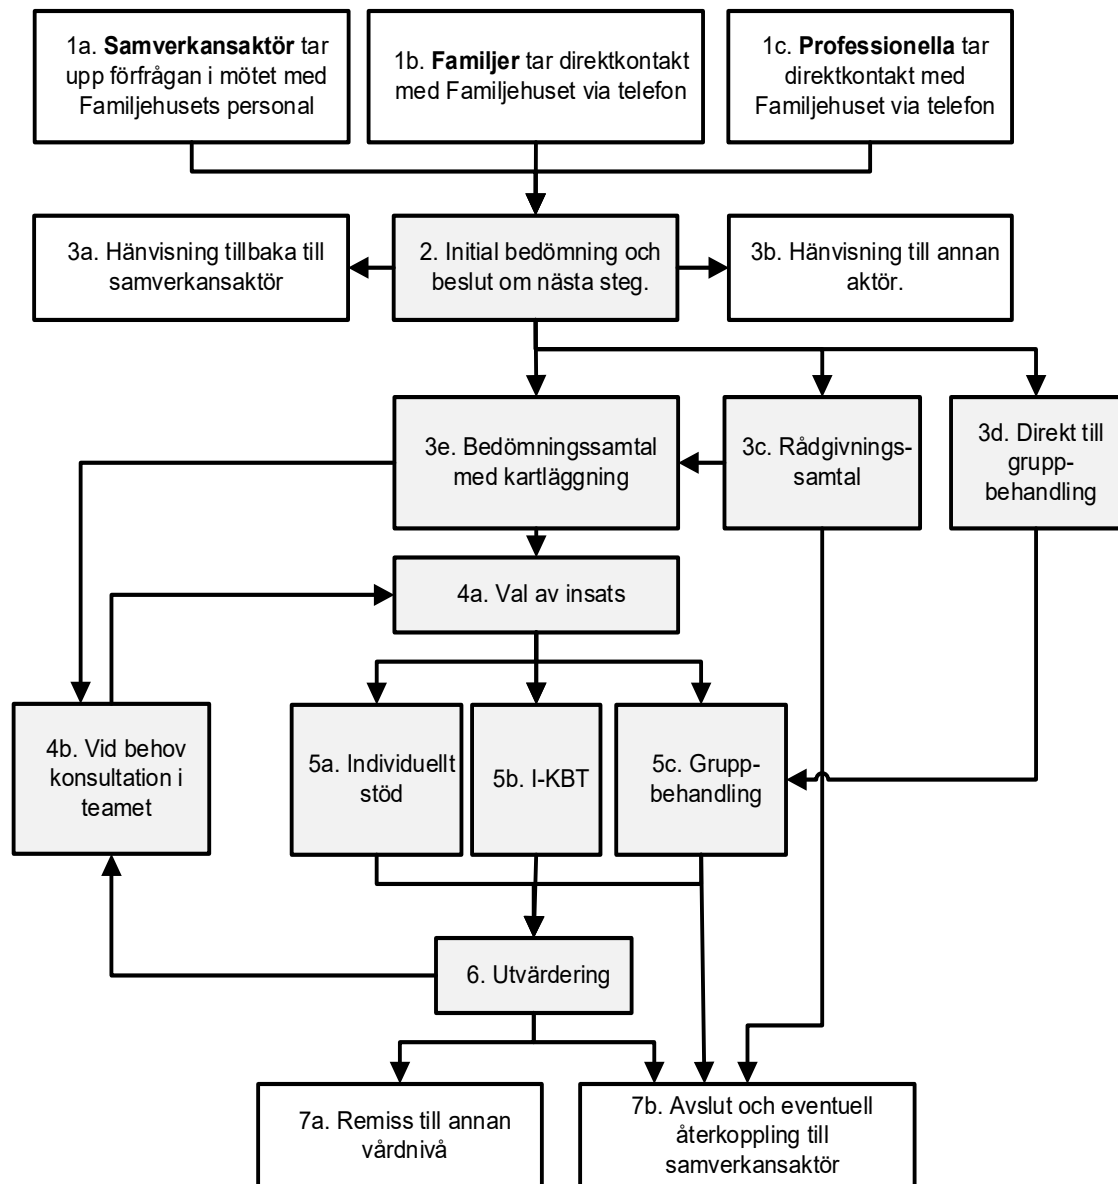 1a. Samverkansaktör tar
upp förfrågan i mötet med
Familjehusets personal
1b. Familjer tar direktkontakt
med Familjehuset via telefon
1c. Professionella tar
direktkontakt med
Familjehuset via telefon
3a. Hänvisning tillbaka till
samverkansaktör
2. Initial bedömning och
beslut om nästa steg.
3b. Hänvisning till annan
aktör.
3e. Bedömningssamtal
med kartläggning
3c. Rådgivnings-
samtal
3d. Direkt till
grupp-
behandling
4a. Val av insats
4b. Vid behov
konsultation i
teamet
5a. Individuellt
stöd
5b. I-KBT
5c. Grupp-
behandling
6. Utvärdering
7a. Remiss till annan
vårdnivå
7b. Avslut och eventuell
återkoppling till
samverkansaktör